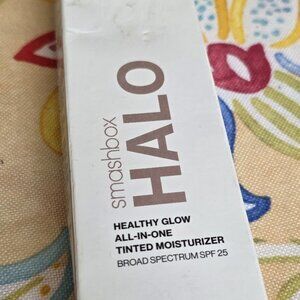 smashbox
HALO
HEALTHY GLOW
ALL-IN-ONE
TINTED MOISTURIZER
BROAD SPECTRUM SPF 25